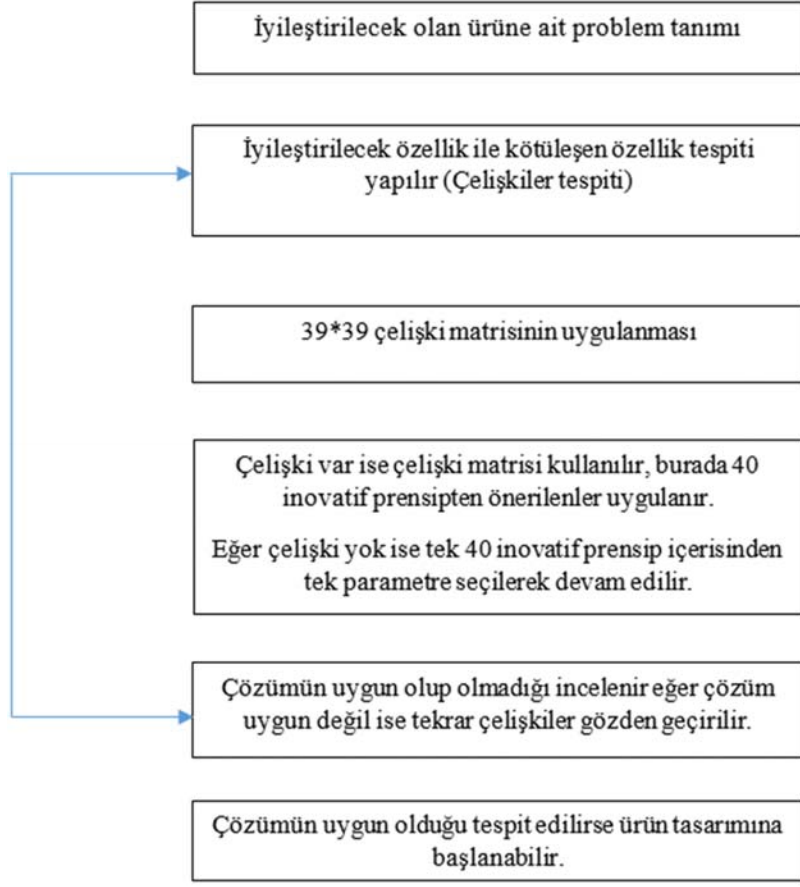 İyileştirilecek olan ürüne ait problem tanımı
İyileştirilecek özellik ile kötüleşen özellik tespiti
yapılır (Çelişkiler tespiti)
39*39 çelişki matrisinin uygulanması
Çelişki var ise çelişki matrisi kullanılır, burada 40
inovatif prensipten önerilenler uygulanır.
Eğer çelişki yok ise tek 40 inovatif prensip içerisinden
tek parametre seçilerek devam edilir.
Çözümün uygun olup olmadığı incelenir eğer çözüm
uygun değil ise tekrar çelişkiler gözden geçirilir.
Çözümün uygun olduğu tespit edilirse ürün tasarımına
başlanabilir.